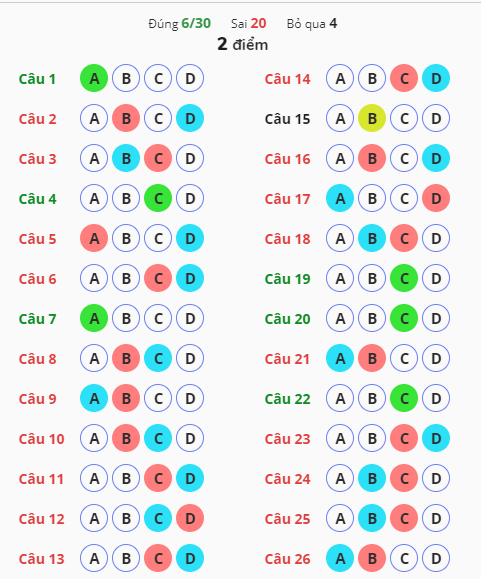 Đúng 6/30 Sai 20 Bỏ qua 4
2 điểm
Câu 1 A B C D Câu 14 A B C D
Câu 2 A B C D Câu 15 A B C D
Câu 3 A B C D Câu 16 A B C D
Câu 4 A B C D Câu 17 A B C D
Câu 5 A B C D Câu 18 A B C D
Câu 6 A B C D Câu 19 A B C D
Câu 7 A B C D Câu 20 A B C D
Câu 8 A B C D Câu 21 A B C D
Câu 9 A B C D Câu 22 A B C D
Câu 10 A B C D Câu 23 A B C D
Câu 11 A B C D Câu 24 A B C D
Câu 12 A B C D Câu 25 A B C D
Câu 13 A B C D Câu 26 A B C D